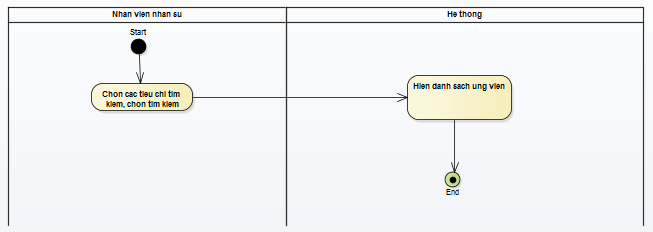 Nhan vien nhan su
He thong
Start
Chon cac tieu chi tim
kiem, chon tim kiem
Hien danh sach ung vien
End